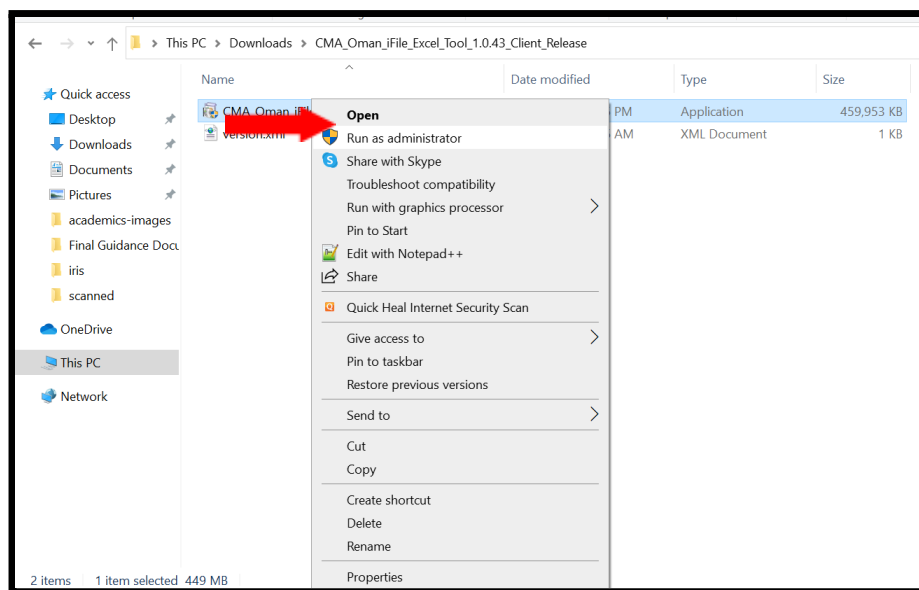 This PC > Downloads > CMA_Oman_iFile_Excel_Tool_1.0.43_Client_Release
Name Date modified Type Size
Quick access
Desktop
Downloads
Documents
Pictures
academics-images
Final Guidance Docu
iris
scanned
OneDrive
This PC
Network
CMA_Oman_iFil PM Application 459,953 KB
version.xml AM XML Document 1 KB
Open
Run as administrator
Share with Skype
Troubleshoot compatibility
Run with graphics processor
Pin to Start
Edit with Notepad++
Share
Quick Heal Internet Security Scan
Give access to
Pin to taskbar
Restore previous versions
Send to
Cut
Copy
Create shortcut
Delete
Rename
Properties
2 items 1 item selected 449 MB